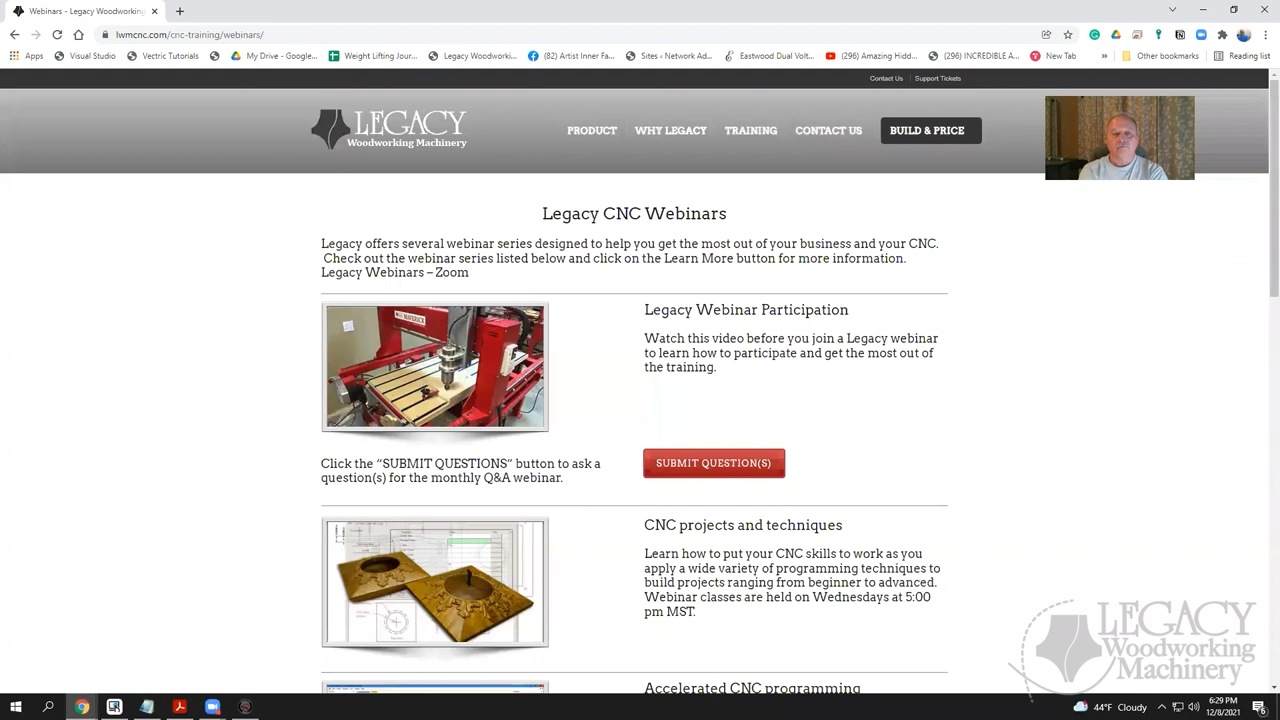 Webinars - Legacy Woodworking
lwmcnc.com/cnc-training/webinars/
Apps Visual Studio Vectric Tutorials My Drive - Google... Weight Lifting Jour... Legacy Woodworki... (82) Artist Inner Fa... Sites ‹ Network Ad... Eastwood Dual Volt... (296) Amazing Hidd... (296) INCREDIBLE A... New Tab » Other bookmarks Reading list
Contact Us Support Tickets
LEGACY
Woodworking Machinery
PRODUCT WHY LEGACY TRAINING CONTACT US BUILD & PRICE
Legacy CNC Webinars
Legacy offers several webinar series designed to help you get the most out of your business and your CNC.
Check out the webinar series listed below and click on the Learn More button for more information.
Legacy Webinars – Zoom
MAVERICK
Legacy Webinar Participation
Watch this video before you join a Legacy webinar
to learn how to participate and get the most out of
the training.
Click the “SUBMIT QUESTIONS” button to ask a
question(s) for the monthly Q&A webinar.
SUBMIT QUESTION(S)
CNC projects and techniques
Learn how to put your CNC skills to work as you
apply a wide variety of programming techniques to
build projects ranging from beginner to advanced.
Webinar classes are held on Wednesdays at 5:00
pm MST.
Accelerated CNC programming
LEGACY
Woodworking
Machinery
44°F Cloudy
6:29 PM
12/8/2021
6